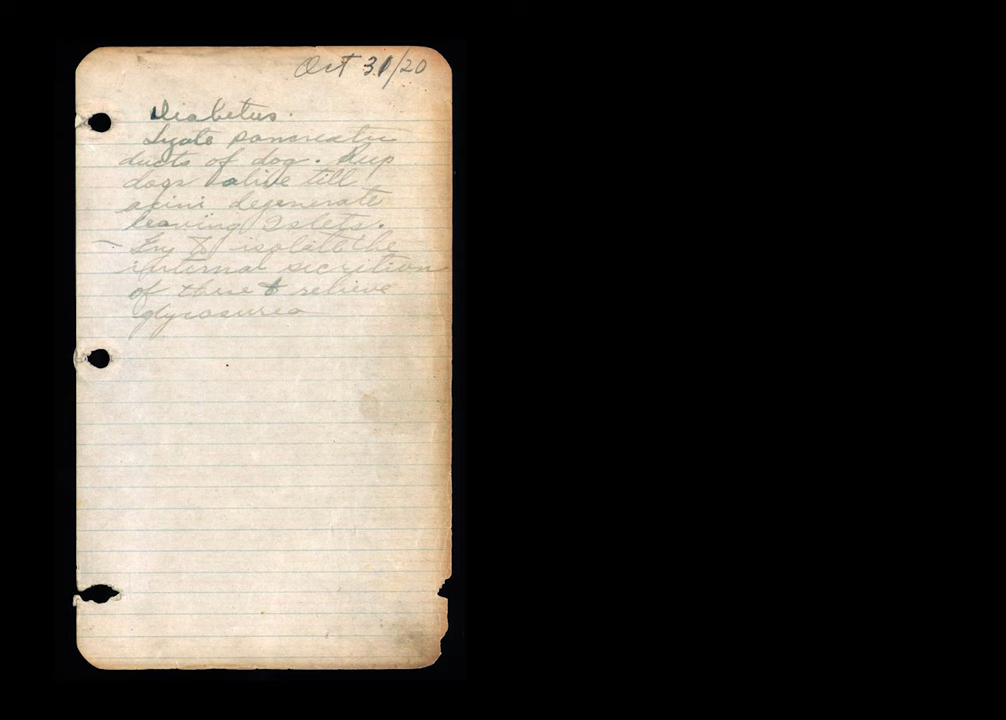 Oct 31/20
Diabetus.
Ligate pancreatic
ducts of dog. Keep
dogs alive till
acini degenerate
leaving Islets.
Try to isolate the
internal secretion
of these + relieve
glycosurea